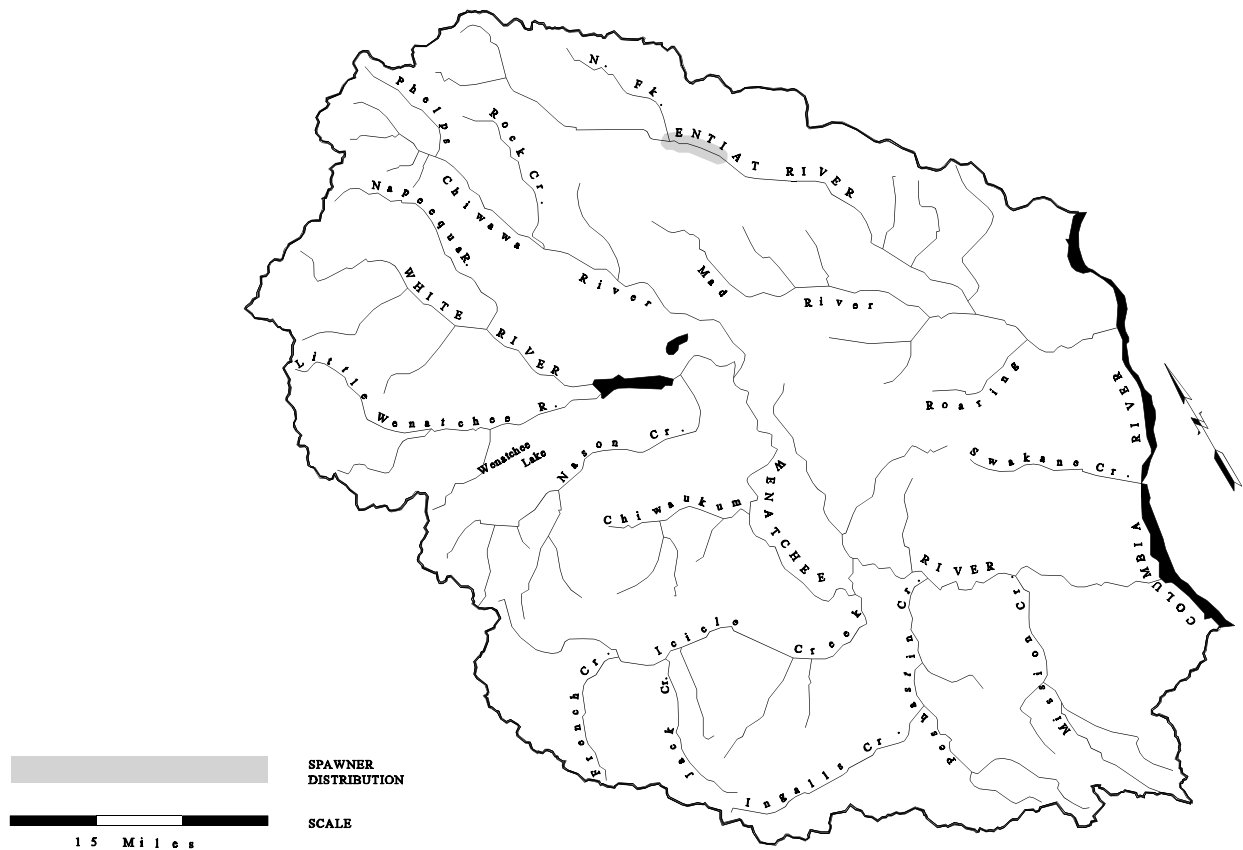 N. Fk.
ENTIAT RIVER
Phelps
Rock Cr.
Chiwawa
River
Napeequa R.
WHITE RIVER
Mad
River
Little
Wenatchee R.
Wenatchee
Lake
Nason Cr.
Roaring
Swakane Cr.
COLUMBIA RIVER
Chiwaukum
WENATCHEE
RIVER
Icicle
Creek
French Cr.
Jack Cr.
Ingalls Cr.
Pesuastin Cr.
Mission Cr.
SPAWNER
DISTRIBUTION
SCALE
15 Miles